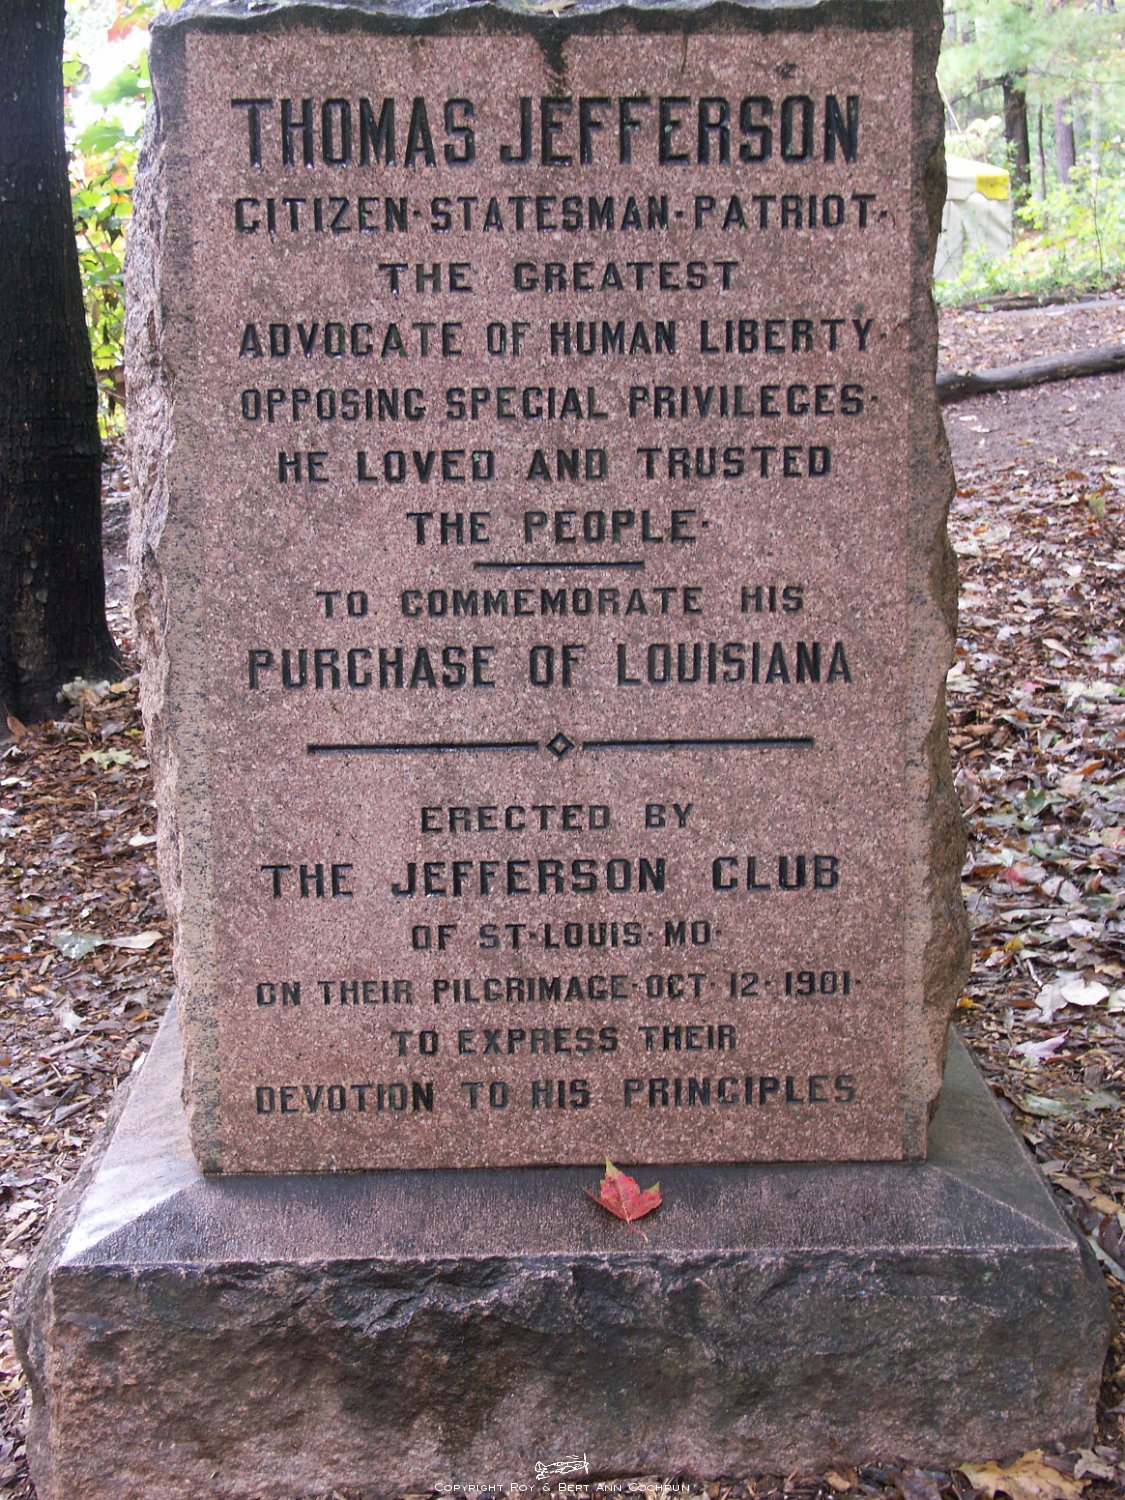 THOMAS JEFFERSON
CITIZEN·STATESMAN·PATRIOT·
THE GREATEST
ADVOCATE OF HUMAN LIBERTY·
OPPOSING SPECIAL PRIVILEGES·
HE LOVED AND TRUSTED
THE PEOPLE·
TO COMMEMORATE HIS
PURCHASE OF LOUISIANA
ERECTED BY
THE JEFFERSON CLUB
OF ST·LOUIS·MO·
ON THEIR PILGRIMAGE·OCT·12·1901·
TO EXPRESS THEIR
DEVOTION TO HIS PRINCIPLES
COPYRIGHT ROY & BERT ANN COCHRUN